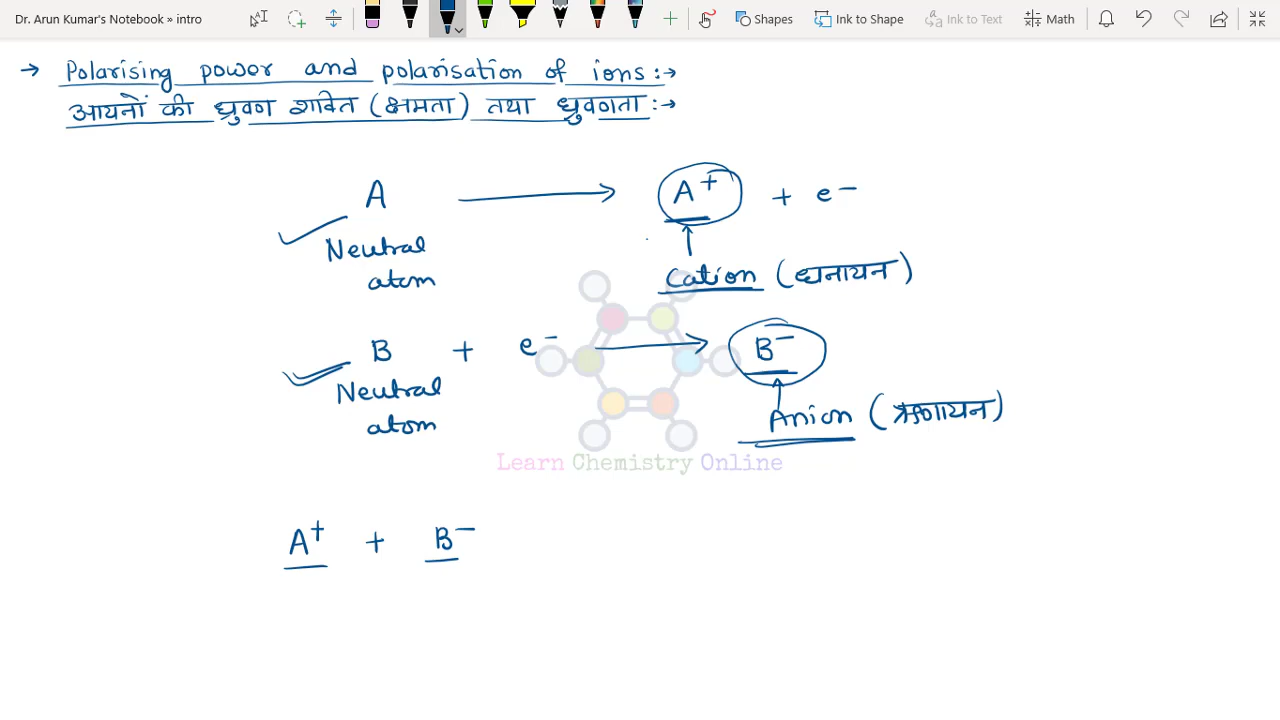 Dr. Arun Kumar's Notebook » intro
Shapes
Ink to Shape
Ink to Text
Math
→ Polarising power and polarisation of ions:→
आयनों की ध्रुवण शक्ति (क्षमता) तथा ध्रुवणता:→
A ⟶ A⁺ + e⁻
Neutral atom
Cation (धनायन)
B + e⁻ ⟶ B⁻
Neutral atom
Anion (ऋणायन)
Learn Chemistry Online
A⁺ + B⁻